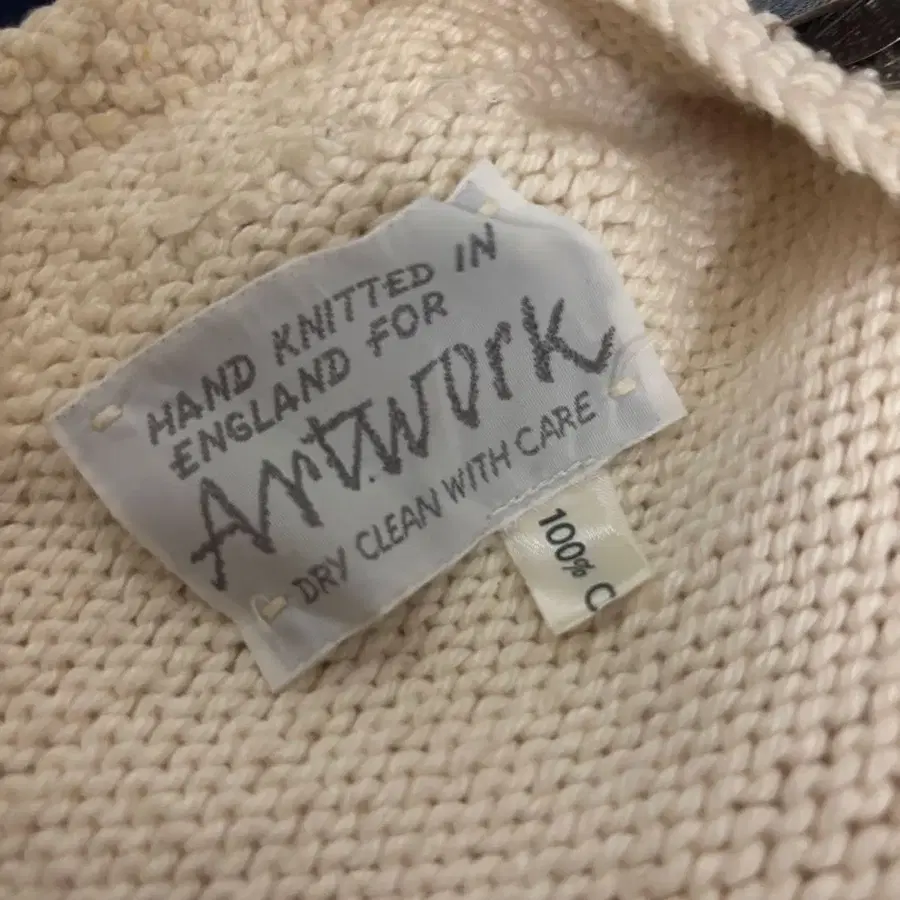 HAND KNITTED IN
ENGLAND FOR
Artwork
DRY CLEAN WITH CARE
100% C